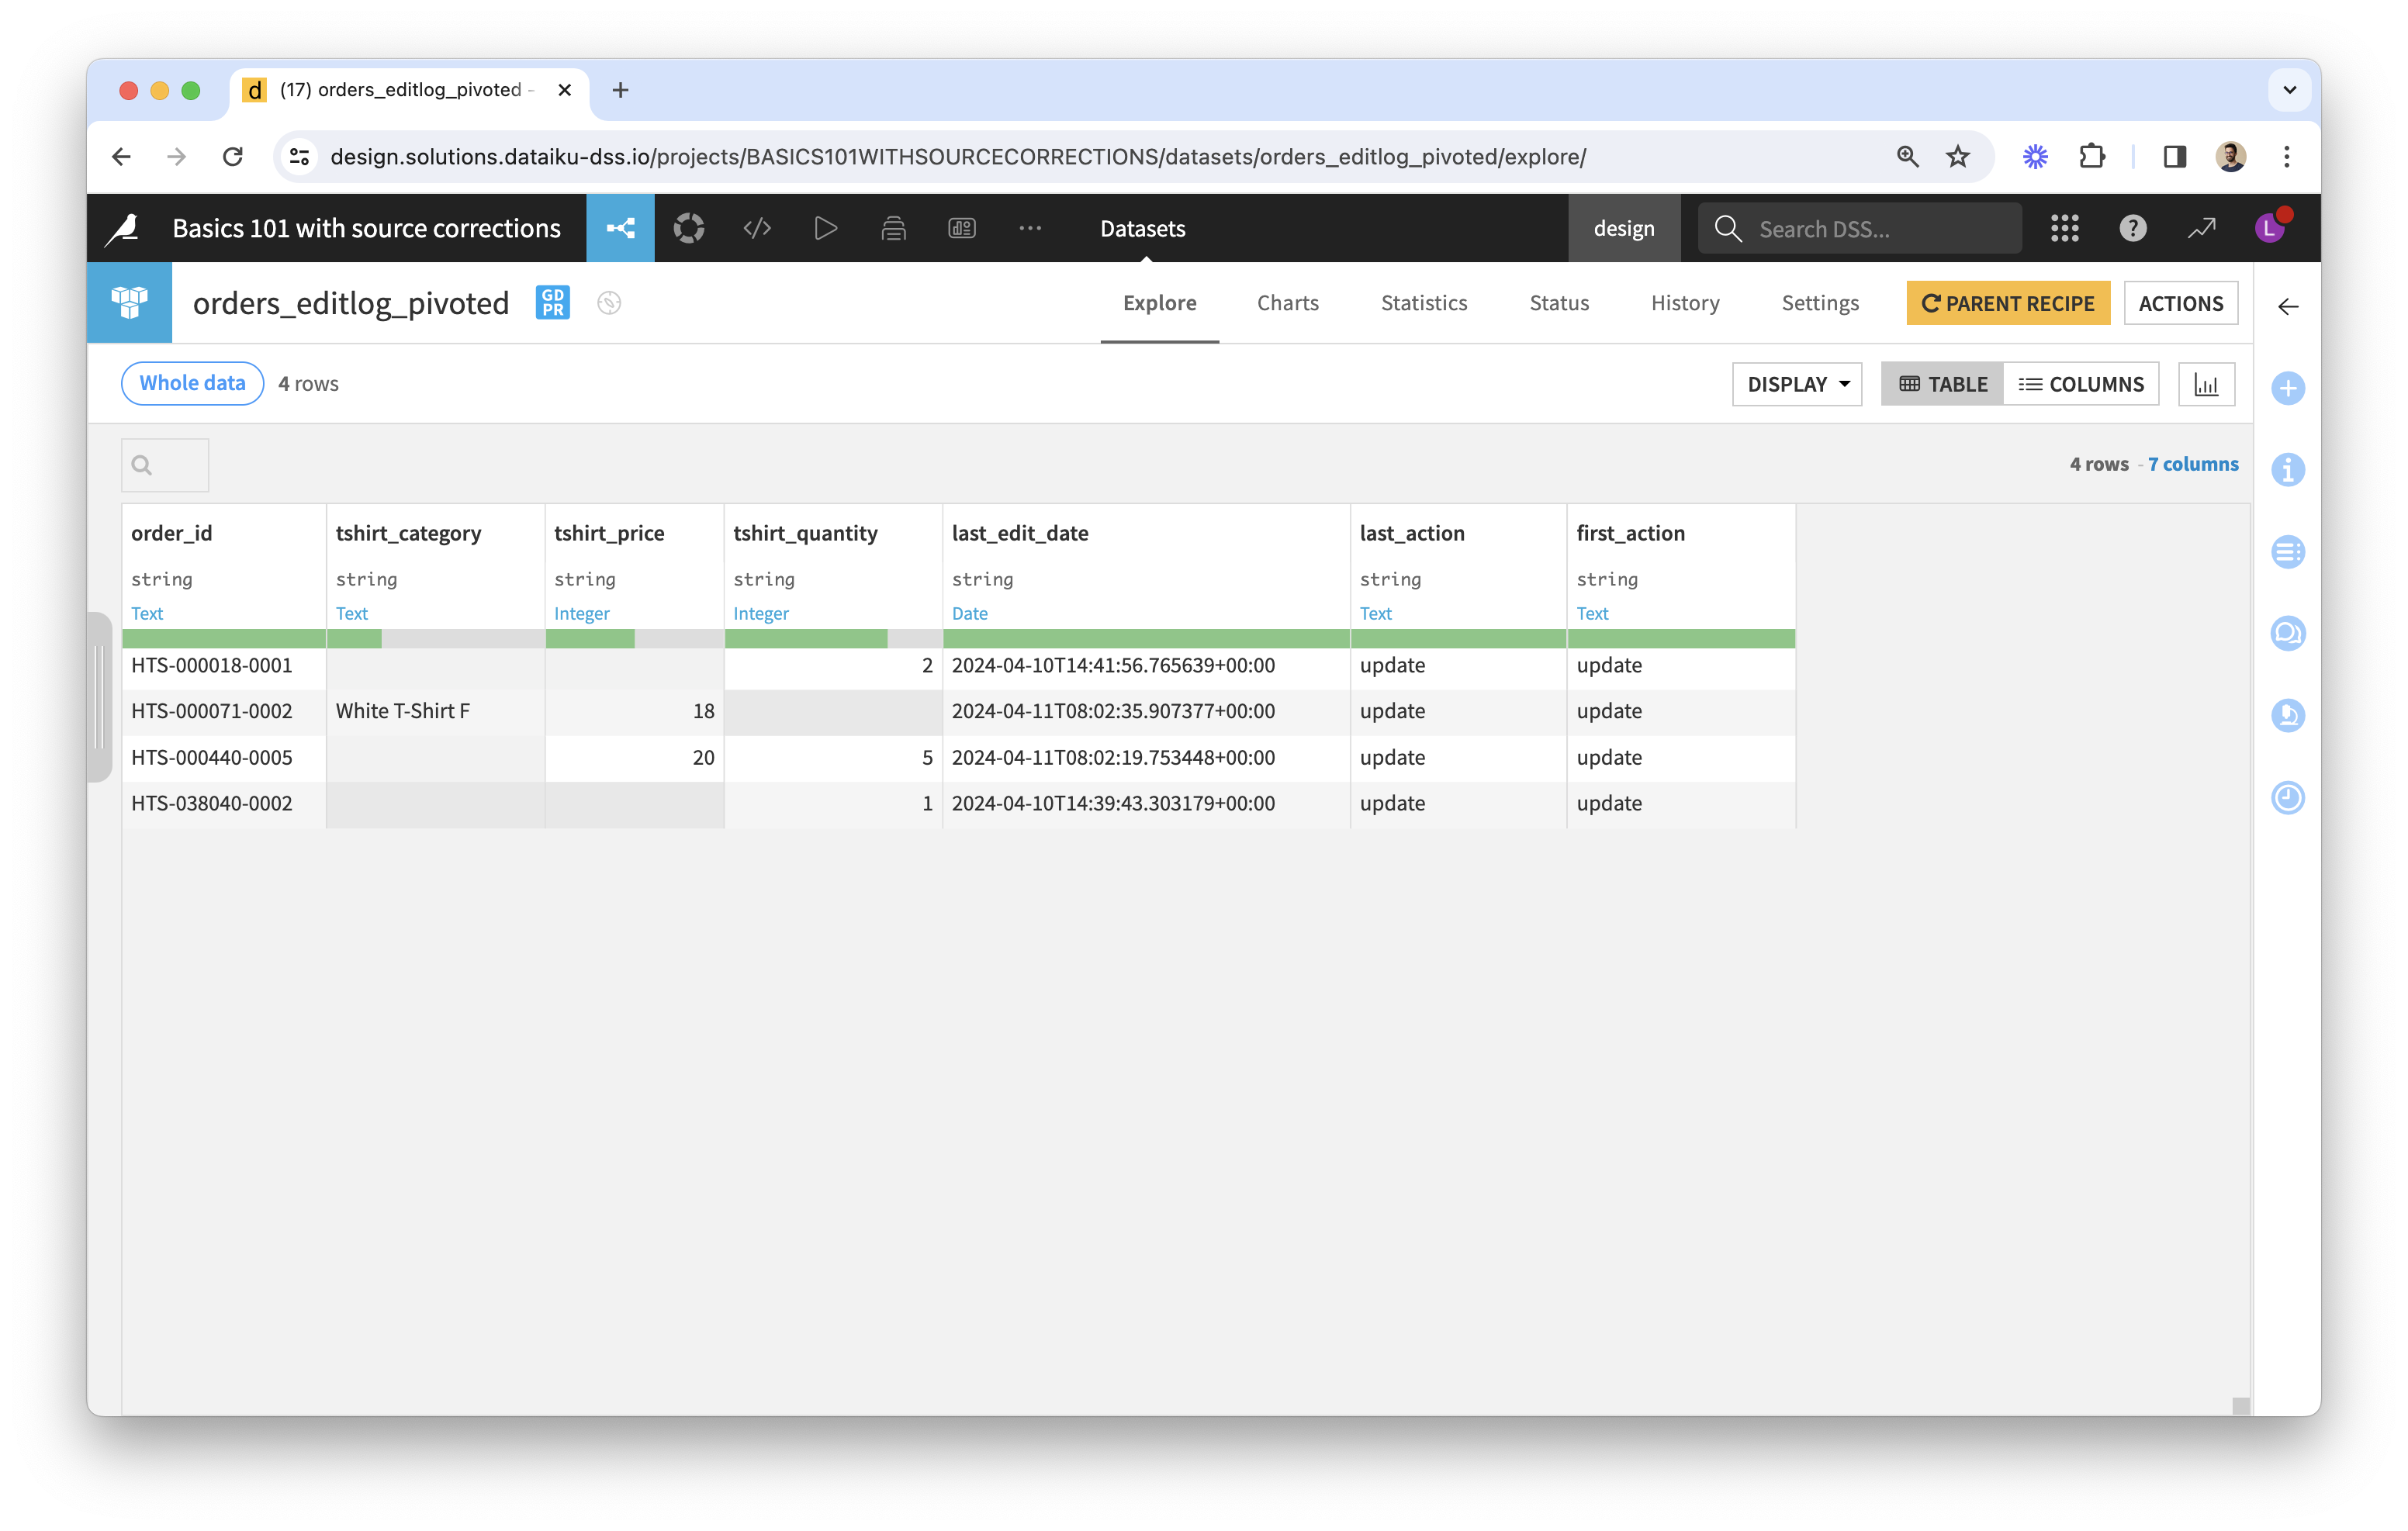 d (17) orders_editlog_pivoted -
design.solutions.dataiku-dss.io/projects/BASICS101WITHSOURCECORRECTIONS/datasets/orders_editlog_pivoted/explore/
Basics 101 with source corrections Datasets design Search DSS... ? L
orders_editlog_pivoted GDPR Explore Charts Statistics Status History Settings PARENT RECIPE ACTIONS
Whole data 4 rows DISPLAY TABLE COLUMNS
4 rows - 7 columns
order_id tshirt_category tshirt_price tshirt_quantity last_edit_date last_action first_action
string string string string string string string
Text Text Integer Integer Date Text Text
HTS-000018-0001 2 2024-04-10T14:41:56.765639+00:00 update update
HTS-000071-0002 White T-Shirt F 18 2024-04-11T08:02:35.907377+00:00 update update
HTS-000440-0005 20 5 2024-04-11T08:02:19.753448+00:00 update update
HTS-038040-0002 1 2024-04-10T14:39:43.303179+00:00 update update